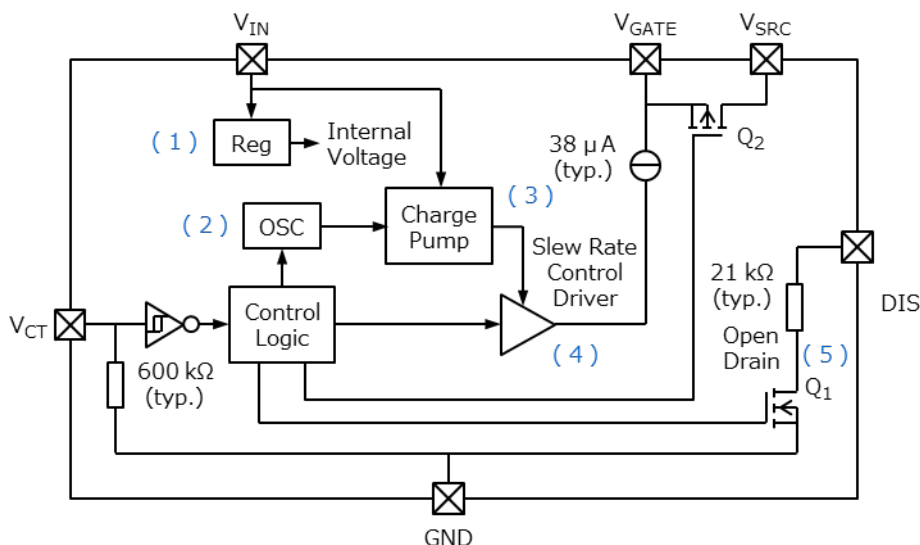 VIN
VGATE
VSRC
( 1 )
Reg
Internal
Voltage
38 μA
(typ.)
Q2
( 2 )
OSC
Charge
Pump
( 3 )
Slew Rate
Control
Driver
21 kΩ
(typ.)
DIS
VCT
Control
Logic
Open
Drain
600 kΩ
(typ.)
( 4 )
( 5 )
Q1
GND